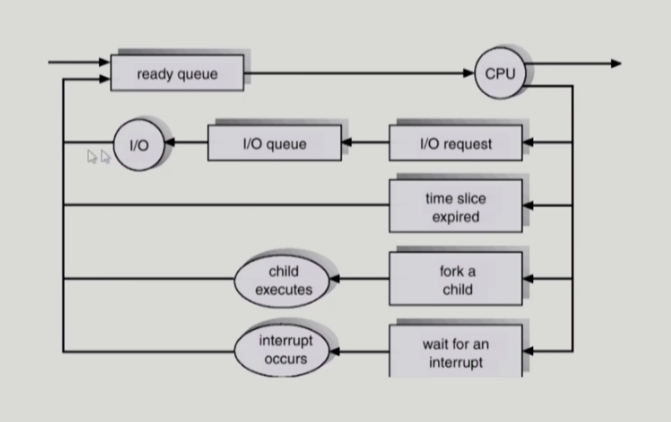 ready queue
CPU
I/O
I/O queue
I/O request
time slice
expired
child
executes
fork a
child
interrupt
occurs
wait for an
interrupt